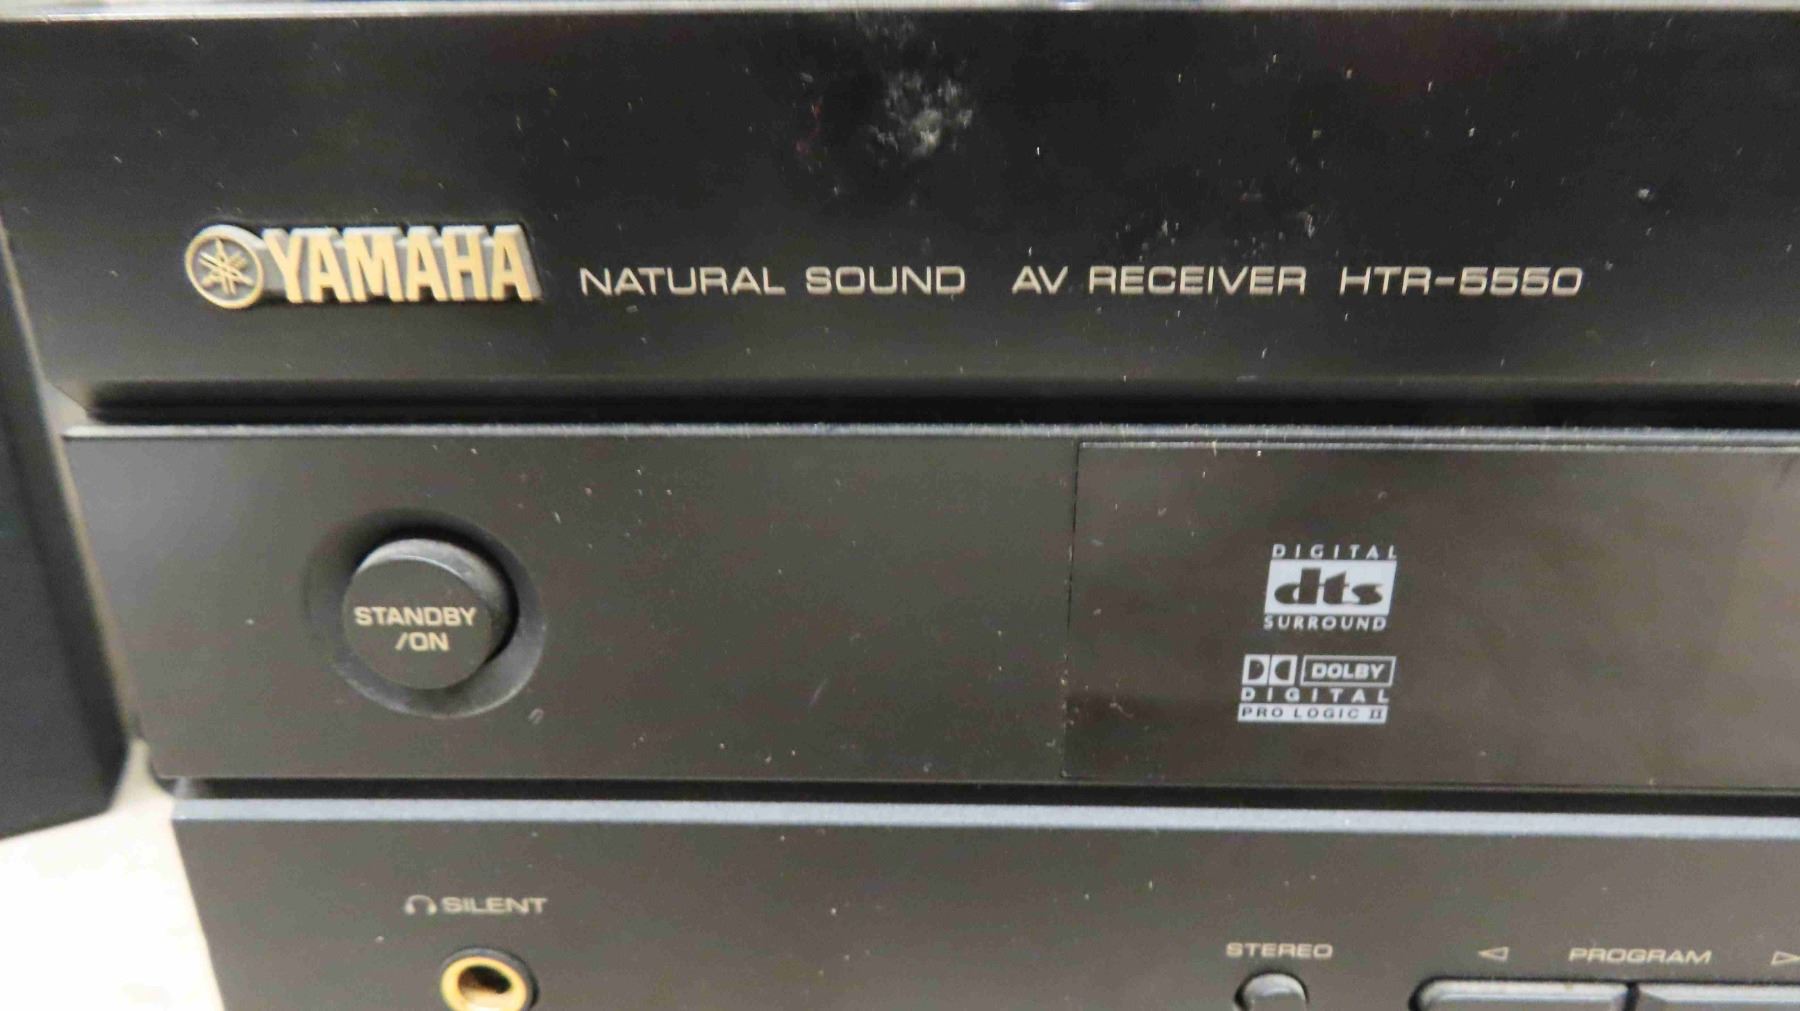 YAMAHA NATURAL SOUND AV RECEIVER HTR-5550
STANDBY
/ON
DIGITAL
dts
SURROUND
DOLBY
DIGITAL
PRO LOGIC II
SILENT
STEREO
PROGRAM